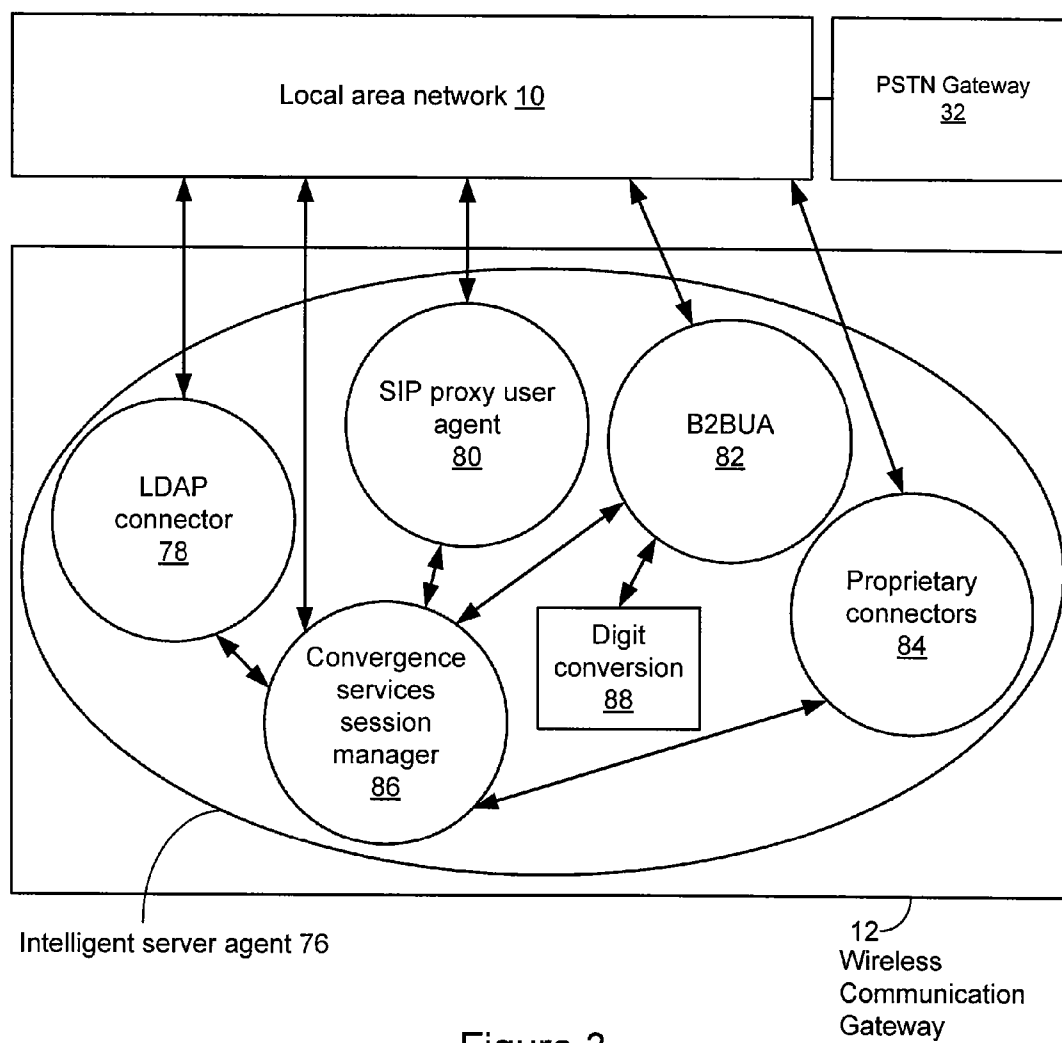 Local area network 10
PSTN Gateway
32
SIP proxy user
agent
80
B2BUA
82
LDAP
connector
78
Proprietary
connectors
84
Digit
conversion
88
Convergence
services
session
manager
86
Intelligent server agent 76
12
Wireless
Communication
Gateway